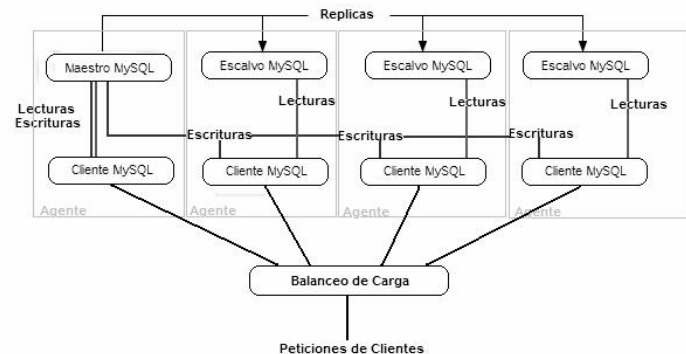 Replicas
Maestro MySQL
Escalvo MySQL
Escalvo MySQL
Escalvo MySQL
Lecturas
Escrituras
Lecturas
Lecturas
Lecturas
Escrituras
Escrituras
Escrituras
Cliente MySQL
Cliente MySQL
Cliente MySQL
Cliente MySQL
Agente
Agente
Agente
Agente
Balanceo de Carga
Peticiones de Clientes